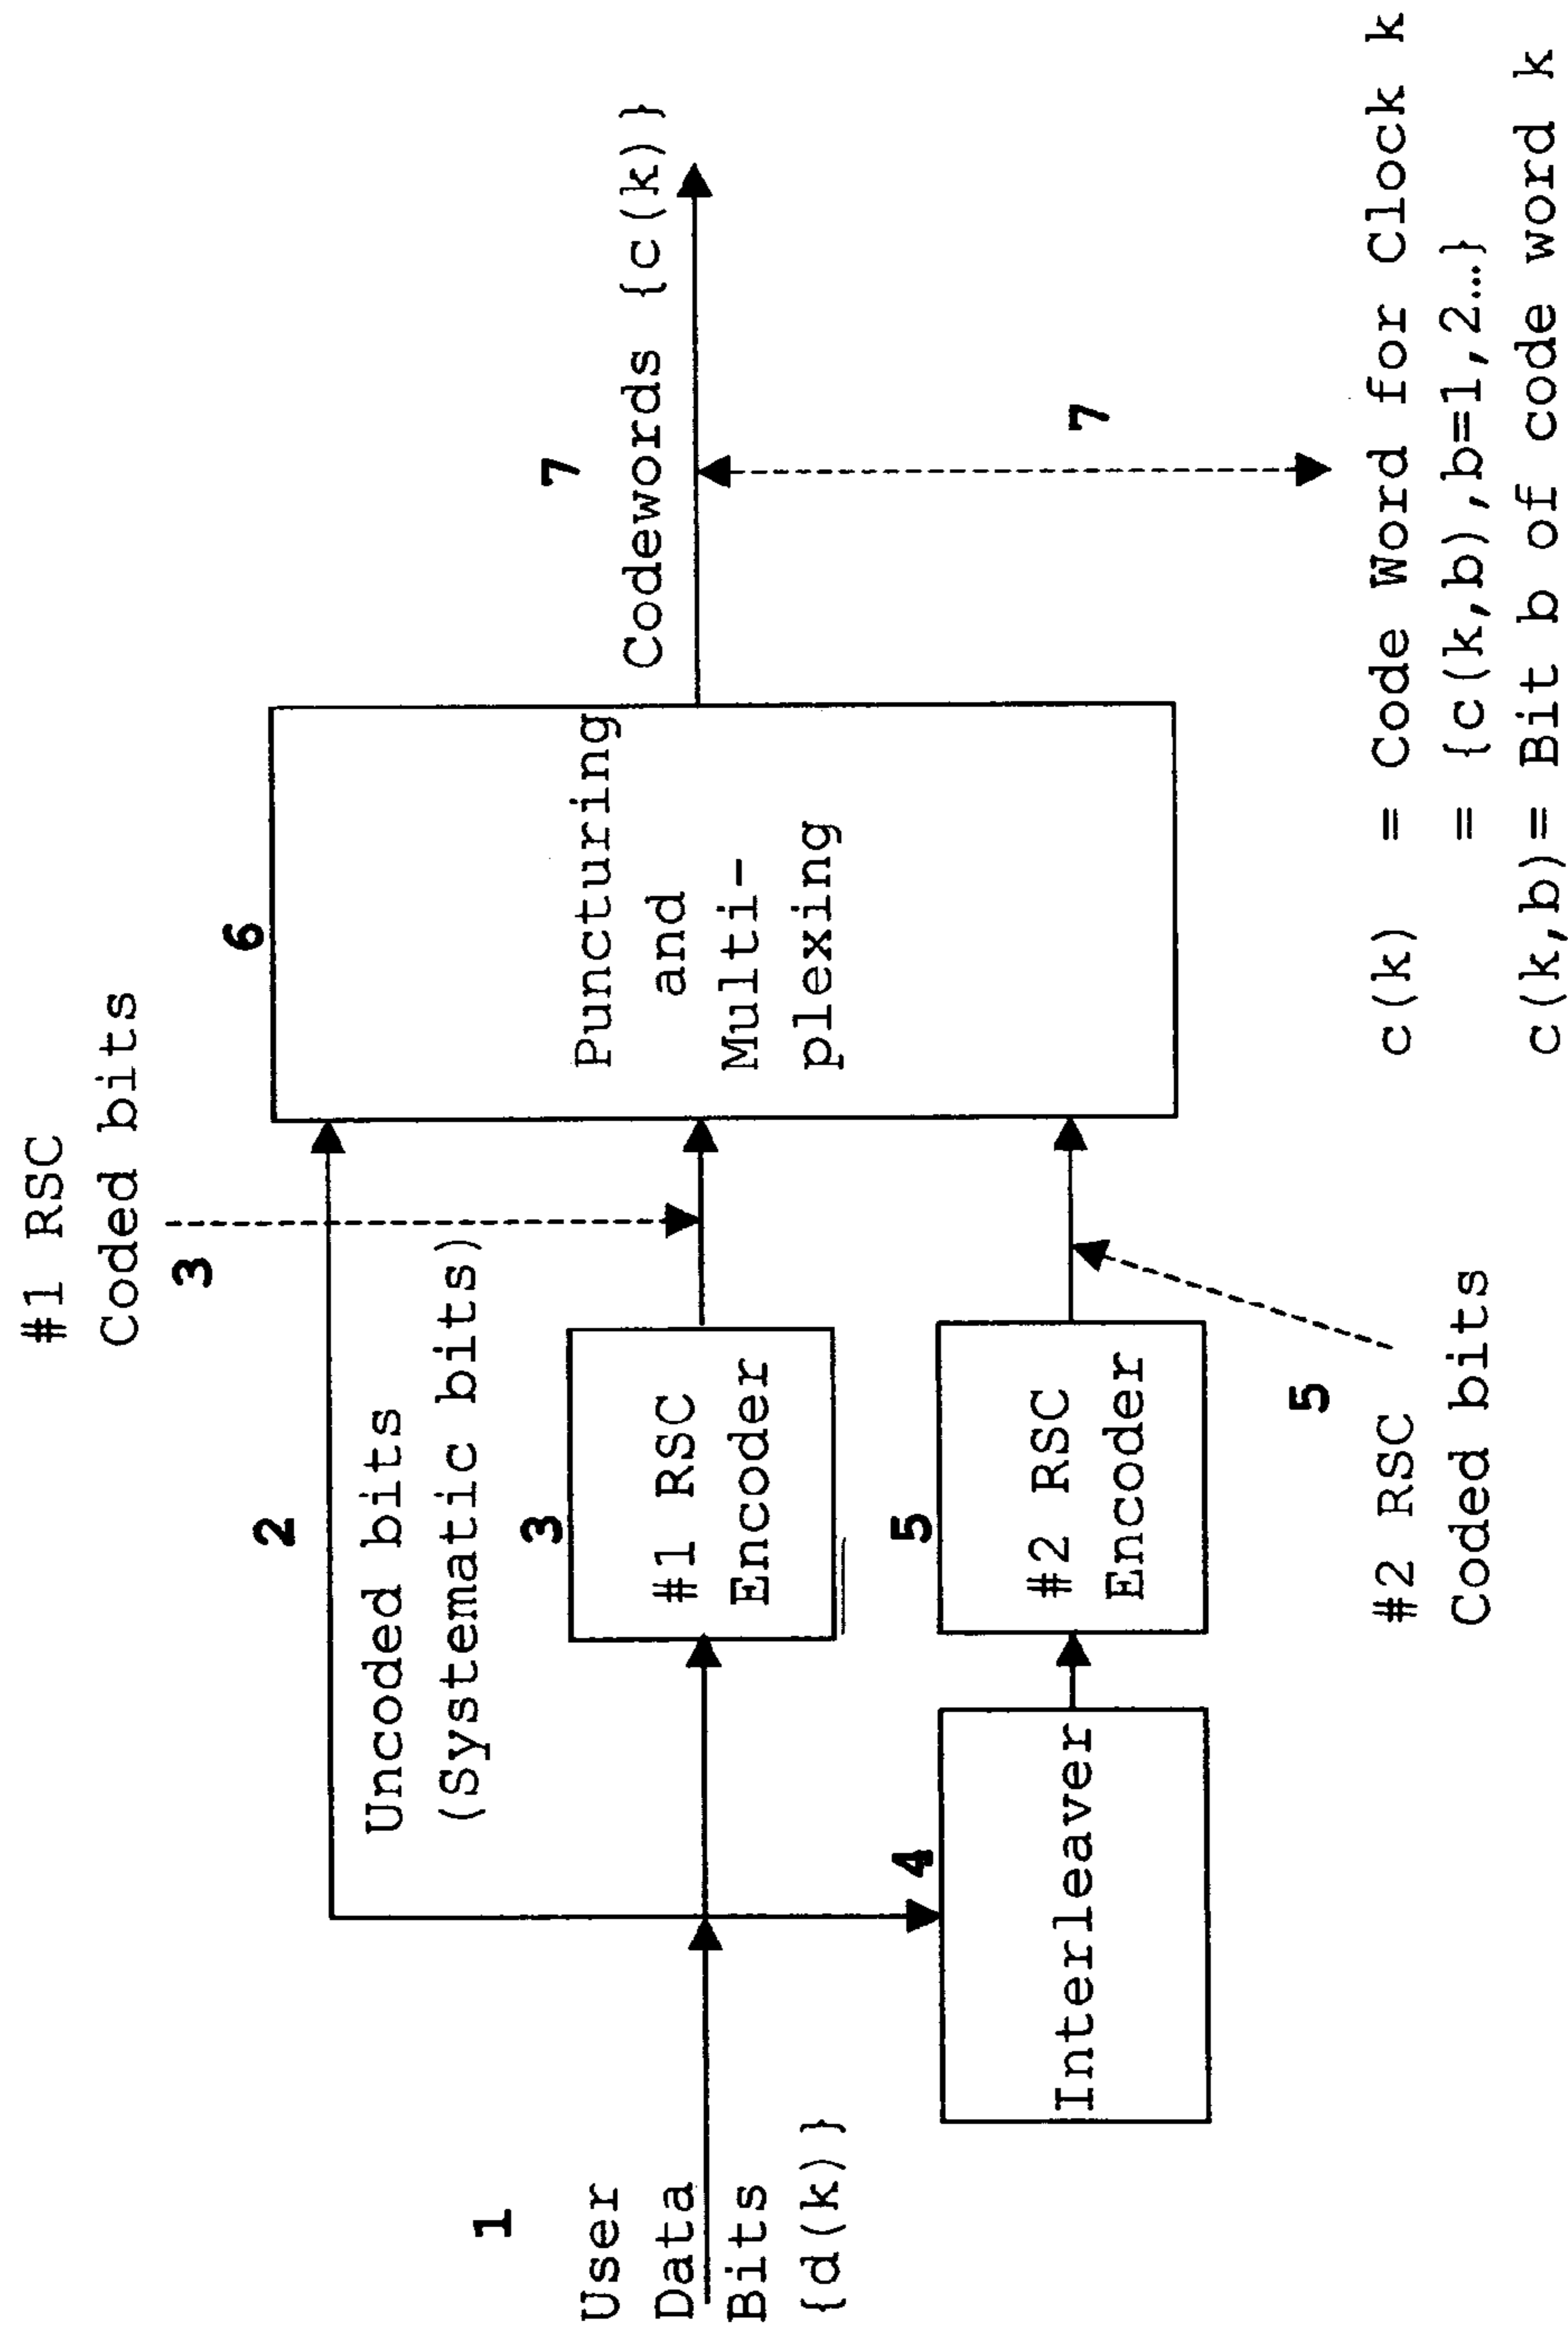 #1 RSC
Coded bits
3
2
Uncoded bits
(Systematic bits)
6
1
User
Data
Bits
{d(k)}
3
#1 RSC
Encoder
Puncturing
and
Multi-
plexing
7
Codewords {c(k)}
4
Interleaver
5
#2 RSC
Encoder
5
#2 RSC
Coded bits
7
c(k) = Code Word for Clock k
= {c(k,b),b=1,2…}
c(k,b)= Bit b of code word k